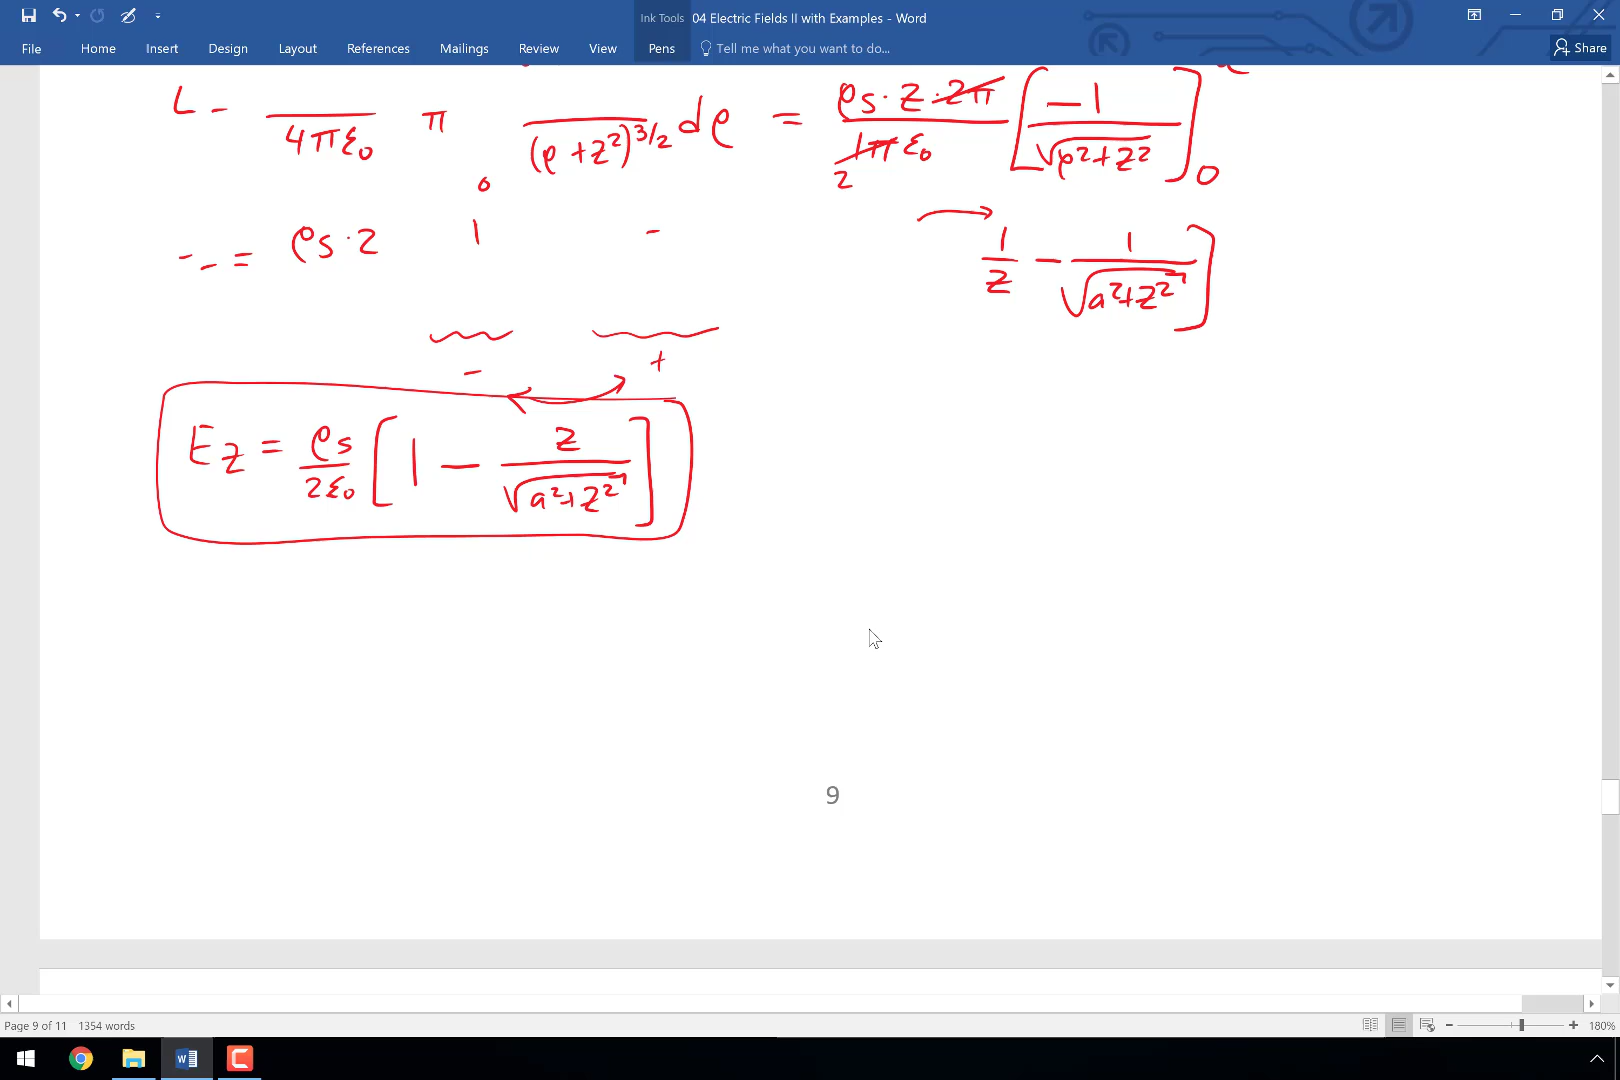 Ink Tools 04 Electric Fields II with Examples - Word
File Home Insert Design Layout References Mailings Review View Pens Tell me what you want to do... Share
4πε₀ π (ρ +z²)^3/2 dρ = ρs·z·2π / 4πε₀ 2 [ -1 / √ρ²+z² ]₀
= ρs·z 1 - 1/z - 1/√a²+z² ]
- +
Ez = ρs/2ε₀ [ 1 - z/√a²+z² ]
9
Page 9 of 11 1354 words 180%